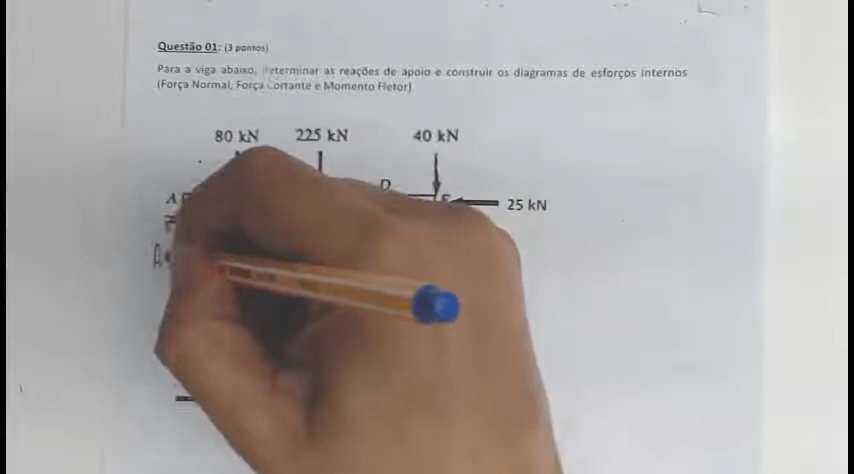 Questão 01: (3 pontos)
Para a viga abaixo, determinar as reações de apoio e construir os diagramas de esforços internos
(Força Normal, Força Cortante e Momento Fletor)
80 kN 225 kN 40 kN
A D E
25 kN